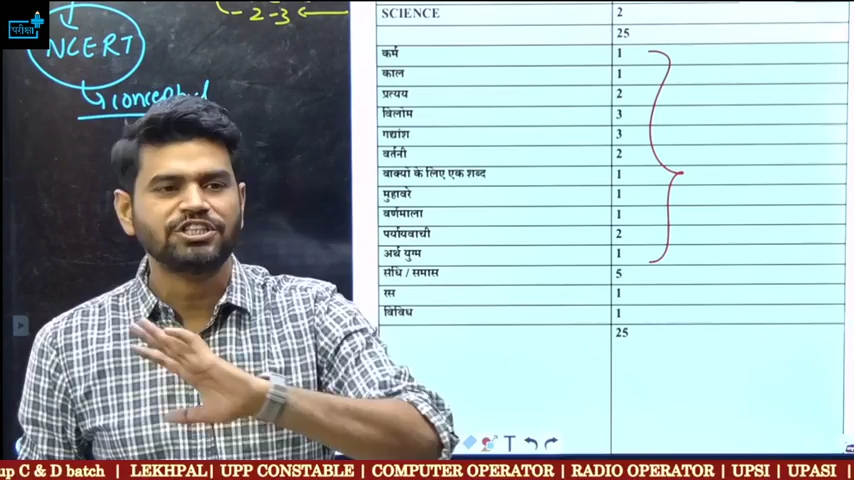 परीक्षा
2-3
NCERT
conceptual
SCIENCE 2
25
कर्म 1
काल 1
प्रत्यय 2
विलोम 3
गद्यांश 3
वर्तनी 2
वाक्यों के लिए एक शब्द 1
मुहावरे 1
वर्णमाला 1
पर्यायवाची 2
अर्थ युग्म 1
संधि / समास 5
रस 1
विविध 1
25
T
up C & D batch | LEKHPAL| UPP CONSTABLE | COMPUTER OPERATOR | RADIO OPERATOR | UPSI | UPASI |